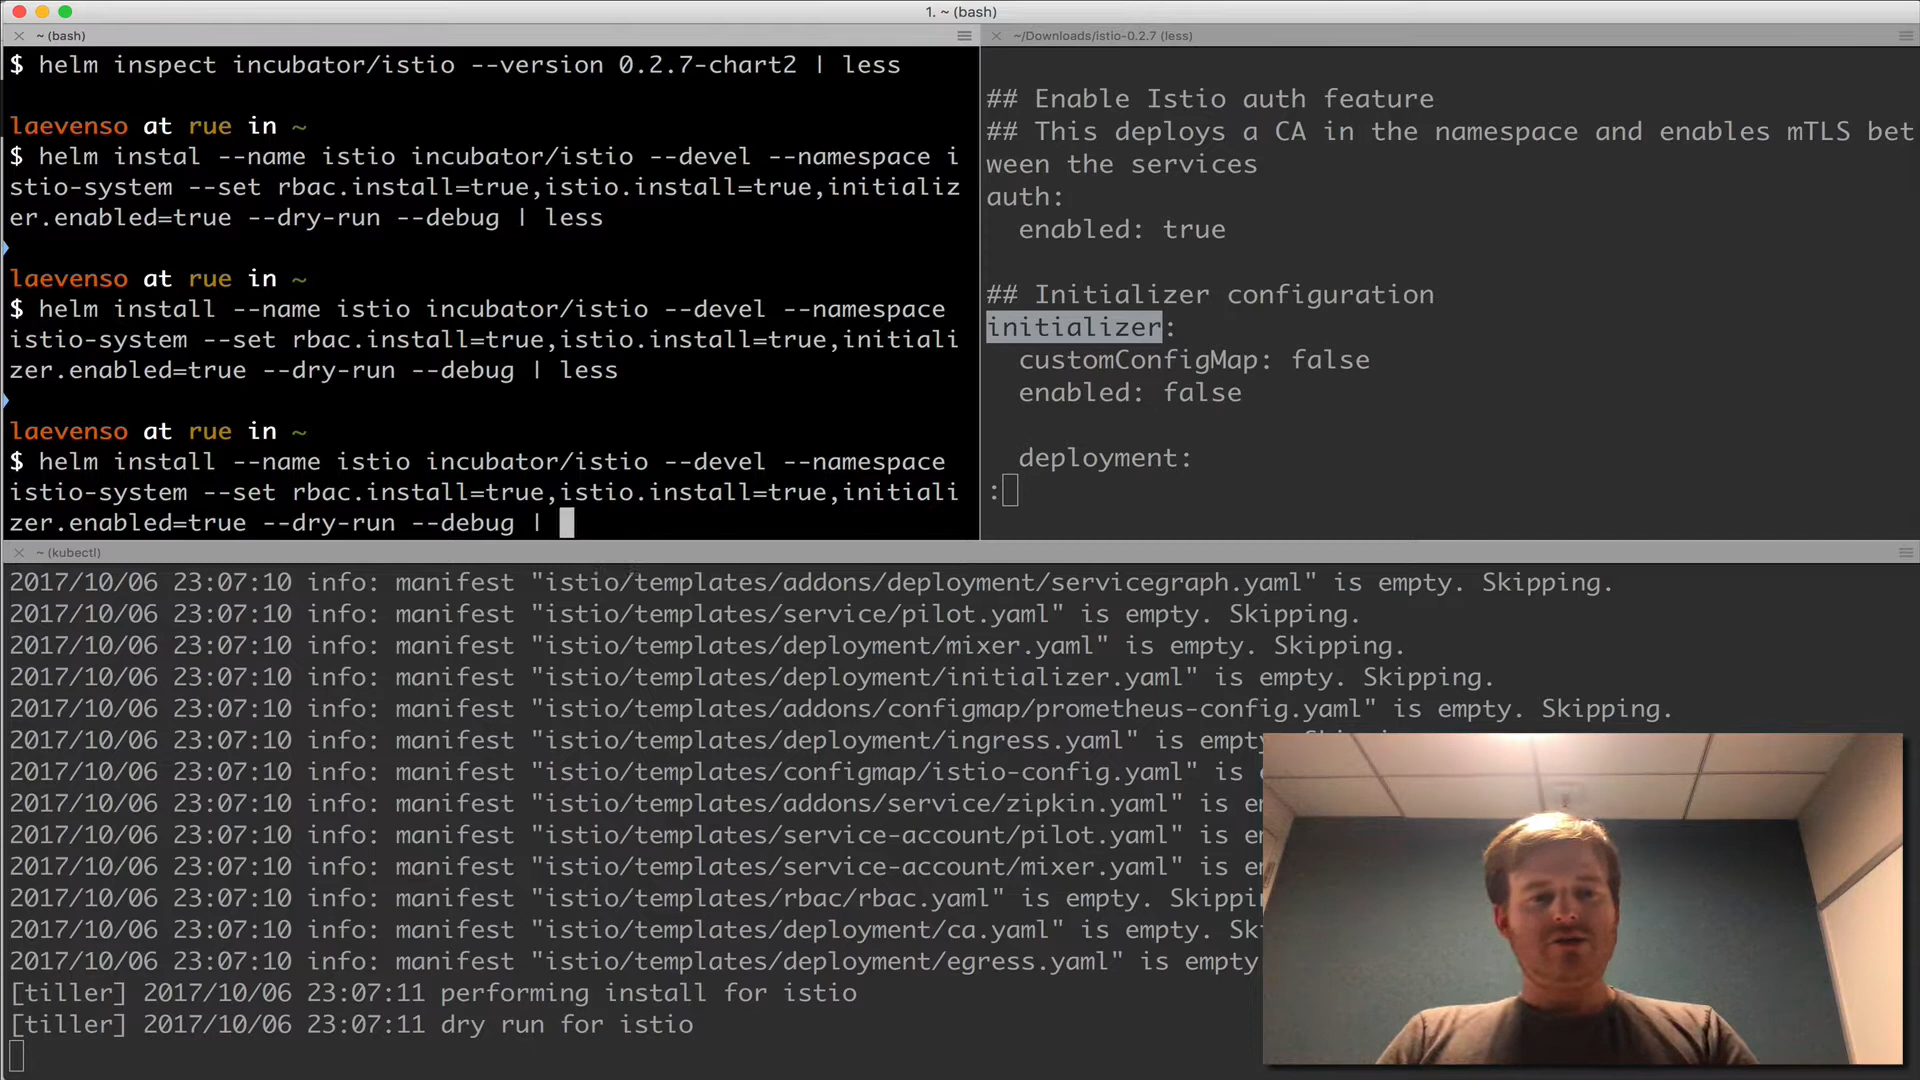 1. ~ (bash)
~ (bash)
$ helm inspect incubator/istio --version 0.2.7-chart2 | less
laevenso at rue in ~
$ helm instal --name istio incubator/istio --devel --namespace i
stio-system --set rbac.install=true,istio.install=true,initializ
er.enabled=true --dry-run --debug | less
laevenso at rue in ~
$ helm install --name istio incubator/istio --devel --namespace
istio-system --set rbac.install=true,istio.install=true,initiali
zer.enabled=true --dry-run --debug | less
laevenso at rue in ~
$ helm install --name istio incubator/istio --devel --namespace
istio-system --set rbac.install=true,istio.install=true,initiali
zer.enabled=true --dry-run --debug |
~/Downloads/istio-0.2.7 (less)
## Enable Istio auth feature
## This deploys a CA in the namespace and enables mTLS bet
ween the services
auth:
enabled: true
## Initializer configuration
initializer:
customConfigMap: false
enabled: false
deployment:
:
~ (kubectl)
2017/10/06 23:07:10 info: manifest "istio/templates/addons/deployment/servicegraph.yaml" is empty. Skipping.
2017/10/06 23:07:10 info: manifest "istio/templates/service/pilot.yaml" is empty. Skipping.
2017/10/06 23:07:10 info: manifest "istio/templates/deployment/mixer.yaml" is empty. Skipping.
2017/10/06 23:07:10 info: manifest "istio/templates/deployment/initializer.yaml" is empty. Skipping.
2017/10/06 23:07:10 info: manifest "istio/templates/addons/configmap/prometheus-config.yaml" is empty. Skipping.
2017/10/06 23:07:10 info: manifest "istio/templates/deployment/ingress.yaml" is empty. Skipping.
2017/10/06 23:07:10 info: manifest "istio/templates/configmap/istio-config.yaml" is
2017/10/06 23:07:10 info: manifest "istio/templates/addons/service/zipkin.yaml" is em
2017/10/06 23:07:10 info: manifest "istio/templates/service-account/pilot.yaml" is e
2017/10/06 23:07:10 info: manifest "istio/templates/service-account/mixer.yaml" is e
2017/10/06 23:07:10 info: manifest "istio/templates/rbac/rbac.yaml" is empty. Skippi
2017/10/06 23:07:10 info: manifest "istio/templates/deployment/ca.yaml" is empty. Sk
2017/10/06 23:07:10 info: manifest "istio/templates/deployment/egress.yaml" is empty
[tiller] 2017/10/06 23:07:11 performing install for istio
[tiller] 2017/10/06 23:07:11 dry run for istio